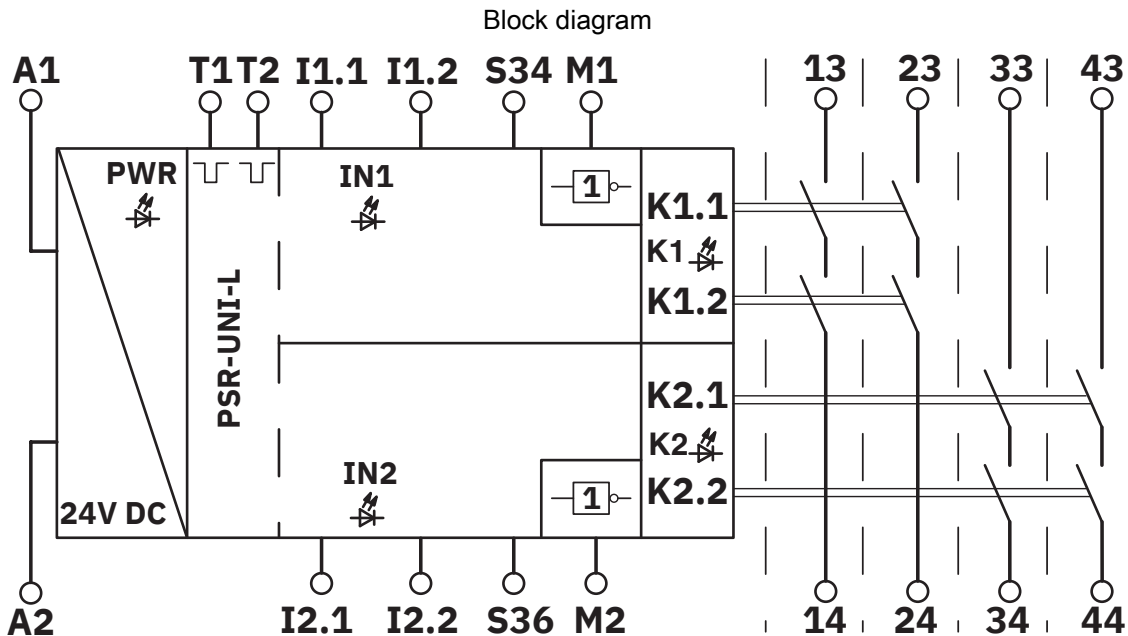 Block diagram
A1 T1 T2 I1.1 I1.2 S34 M1 13 23 33 43
PWR IN1 1 K1.1
K1
PSR-UNI-L K1.2
K2.1
IN2 K2
24V DC 1 K2.2
A2 I2.1 I2.2 S36 M2 14 24 34 44